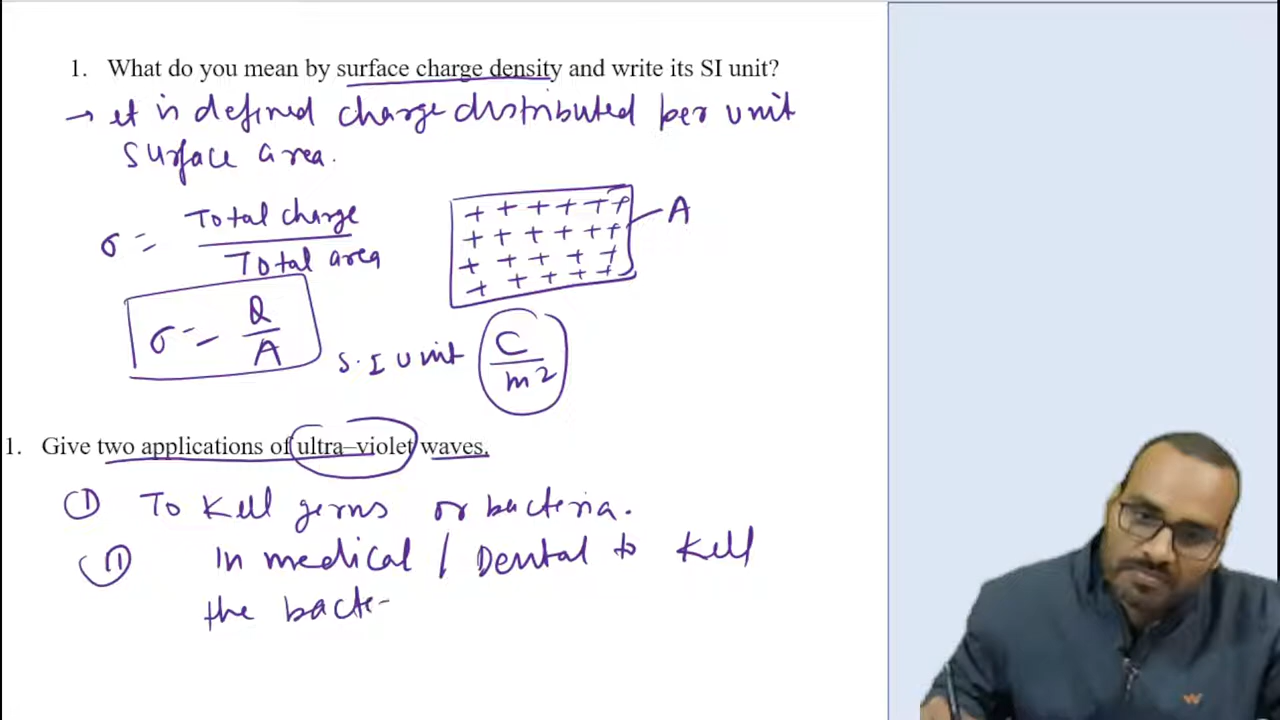 1. What do you mean by surface charge density and write its SI unit?
→ It is defined charge distributed per unit
surface area.
σ = Total charge / Total area
+ + + + + +
+ + + + + +
+ + + + +
+ + + + +
A
σ = Q / A
S.I Unit C / m²
1. Give two applications of ultra–violet waves.
① To Kill germs or bacteria.
⑪ In medical / Dental to Kill
the bacte-